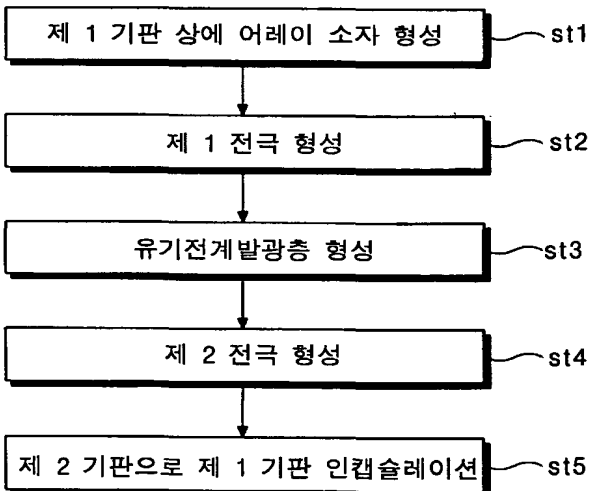 제 1 기판 상에 어레이 소자 형성 st1
제 1 전극 형성 st2
유기전계발광층 형성 st3
제 2 전극 형성 st4
제 2 기판으로 제 1 기판 인캡슐레이션 st5